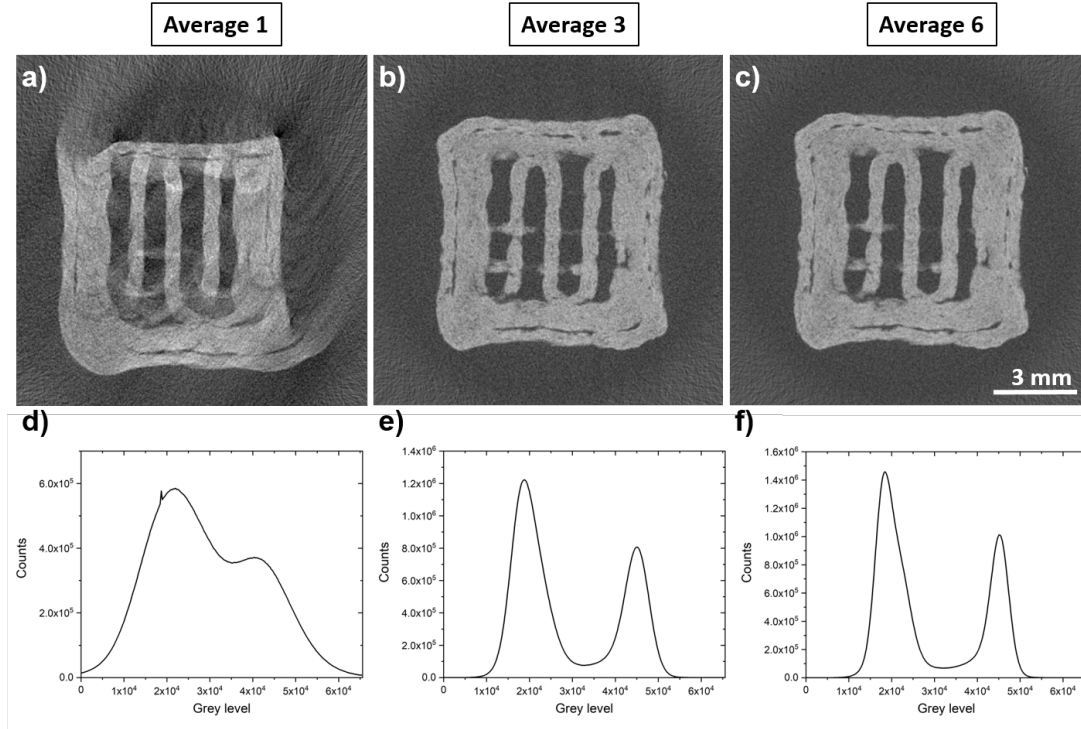 Average 1
Average 3
Average 6
a)
b)
c)
3 mm
d)
e)
f)
6.0x10⁵
4.0x10⁵
2.0x10⁵
0.0
Counts
0 1x10⁴ 2x10⁴ 3x10⁴ 4x10⁴ 5x10⁴ 6x10⁴
Grey level
1.4x10⁶
1.2x10⁶
1.0x10⁶
8.0x10⁵
6.0x10⁵
4.0x10⁵
2.0x10⁵
0.0
Counts
0 1x10⁴ 2x10⁴ 3x10⁴ 4x10⁴ 5x10⁴ 6x10⁴
Grey level
1.6x10⁶
1.4x10⁶
1.2x10⁶
1.0x10⁶
8.0x10⁵
6.0x10⁵
4.0x10⁵
2.0x10⁵
0.0
Counts
0 1x10⁴ 2x10⁴ 3x10⁴ 4x10⁴ 5x10⁴ 6x10⁴
Grey level